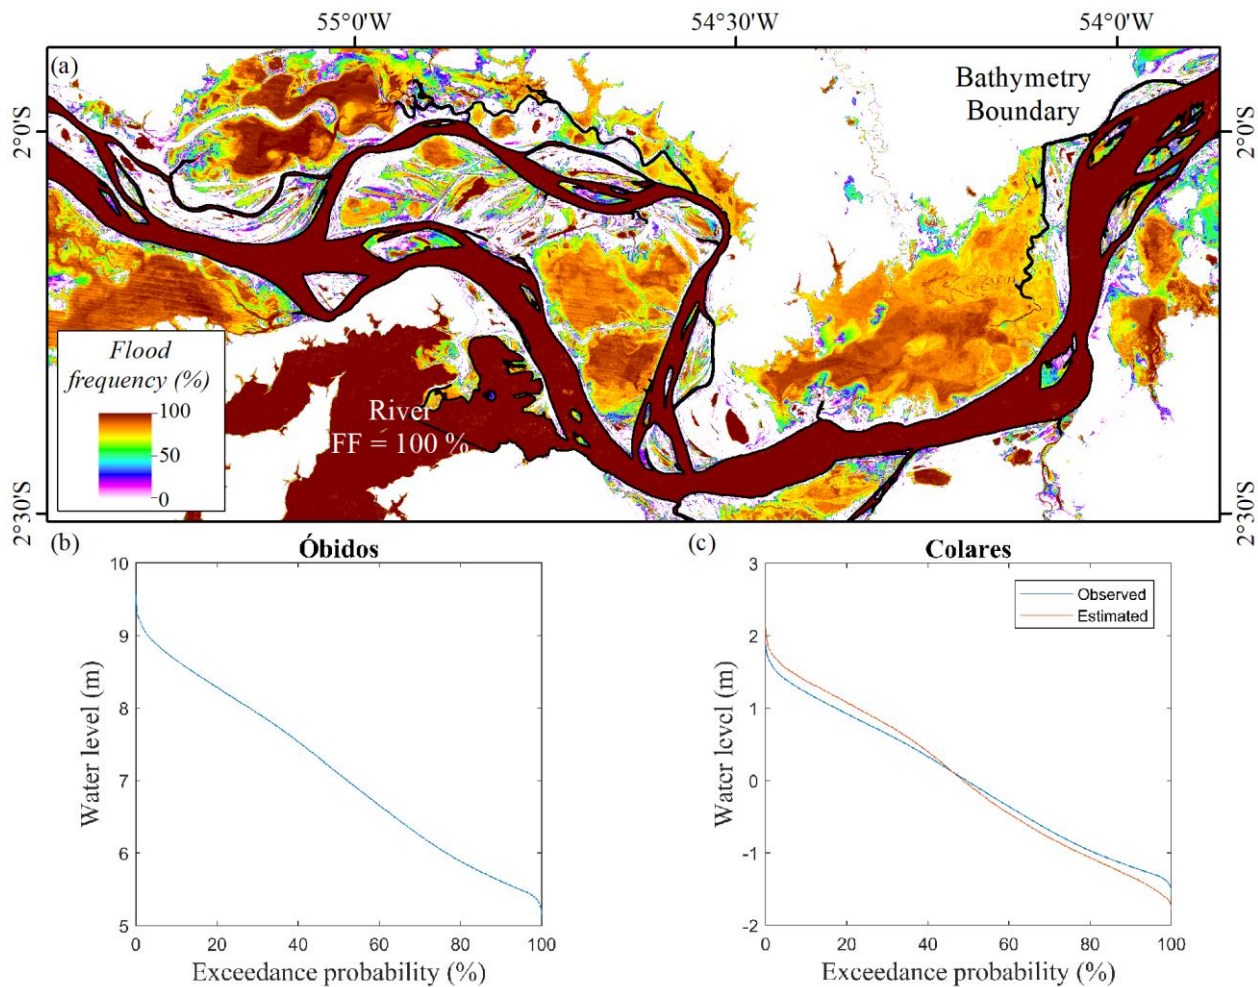 55°0'W 54°30'W 54°0'W
(a)
Bathymetry
Boundary
2°0'S 2°0'S
Flood
frequency (%)
100
50
0
River
FF = 100 %
2°30'S 2°30'S
(b) Óbidos
10
9
8
7
6
5
0 20 40 60 80 100
Water level (m)
Exceedance probability (%)
(c) Colares
Observed
Estimated
3
2
1
0
-1
-2
0 20 40 60 80 100
Water level (m)
Exceedance probability (%)